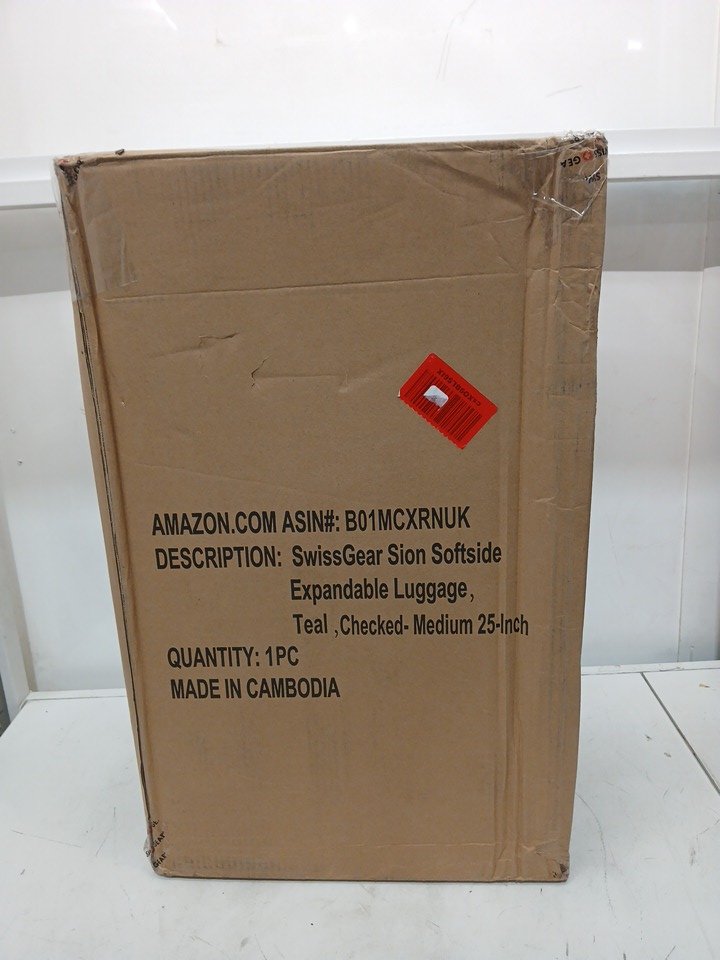 AMAZON.COM ASIN#: B01MCXRNUK
DESCRIPTION: SwissGear Sion Softside
Expandable Luggage,
Teal ,Checked- Medium 25-Inch
QUANTITY: 1PC
MADE IN CAMBODIA